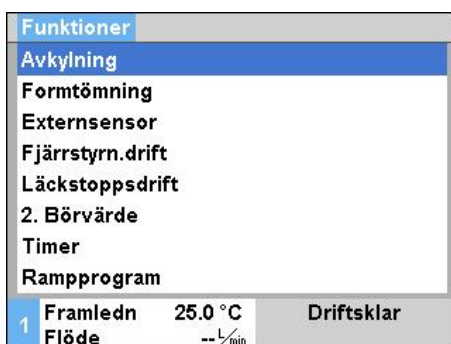 Funktioner
Avkylning
Formtömning
Externsensor
Fjärrstyrn.drift
Läckstoppsdrift
2. Börvärde
Timer
Rampprogram
1 Framledn 25.0 °C Driftsklar
Flöde -- L/min